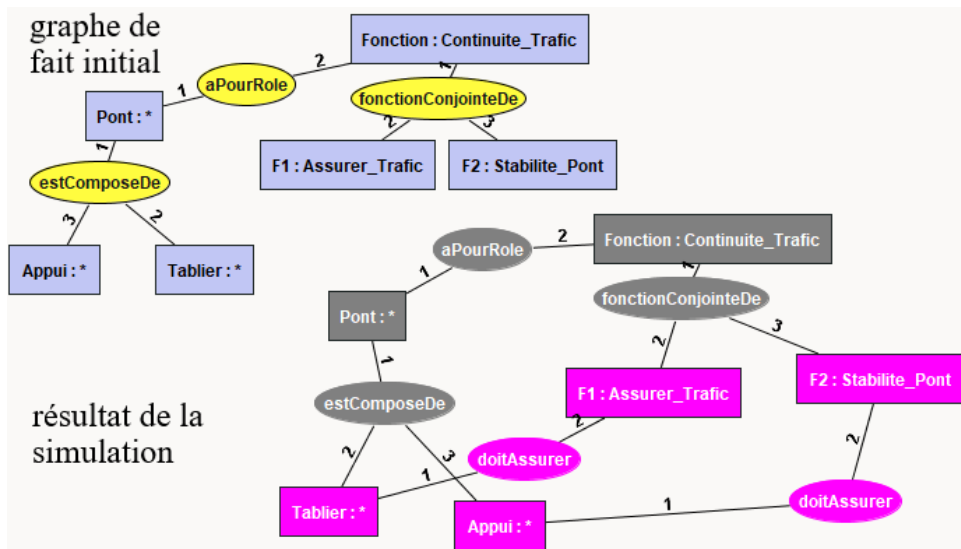 graphe de
fait initial
Fonction : Continuite_Trafic
2
1
aPourRole
1
fonctionConjointeDe
Pont : *
2
3
1
F1 : Assurer_Trafic
F2 : Stabilite_Pont
estComposeDe
3
2
Appui : *
Tablier : *
aPourRole
2
Fonction : Continuite_Trafic
1
1
fonctionConjointeDe
Pont : *
2
3
1
F1 : Assurer_Trafic
F2 : Stabilite_Pont
estComposeDe
résultat de la
simulation
2
3
2
2
doitAssurer
1
1
doitAssurer
Tablier : *
Appui : *